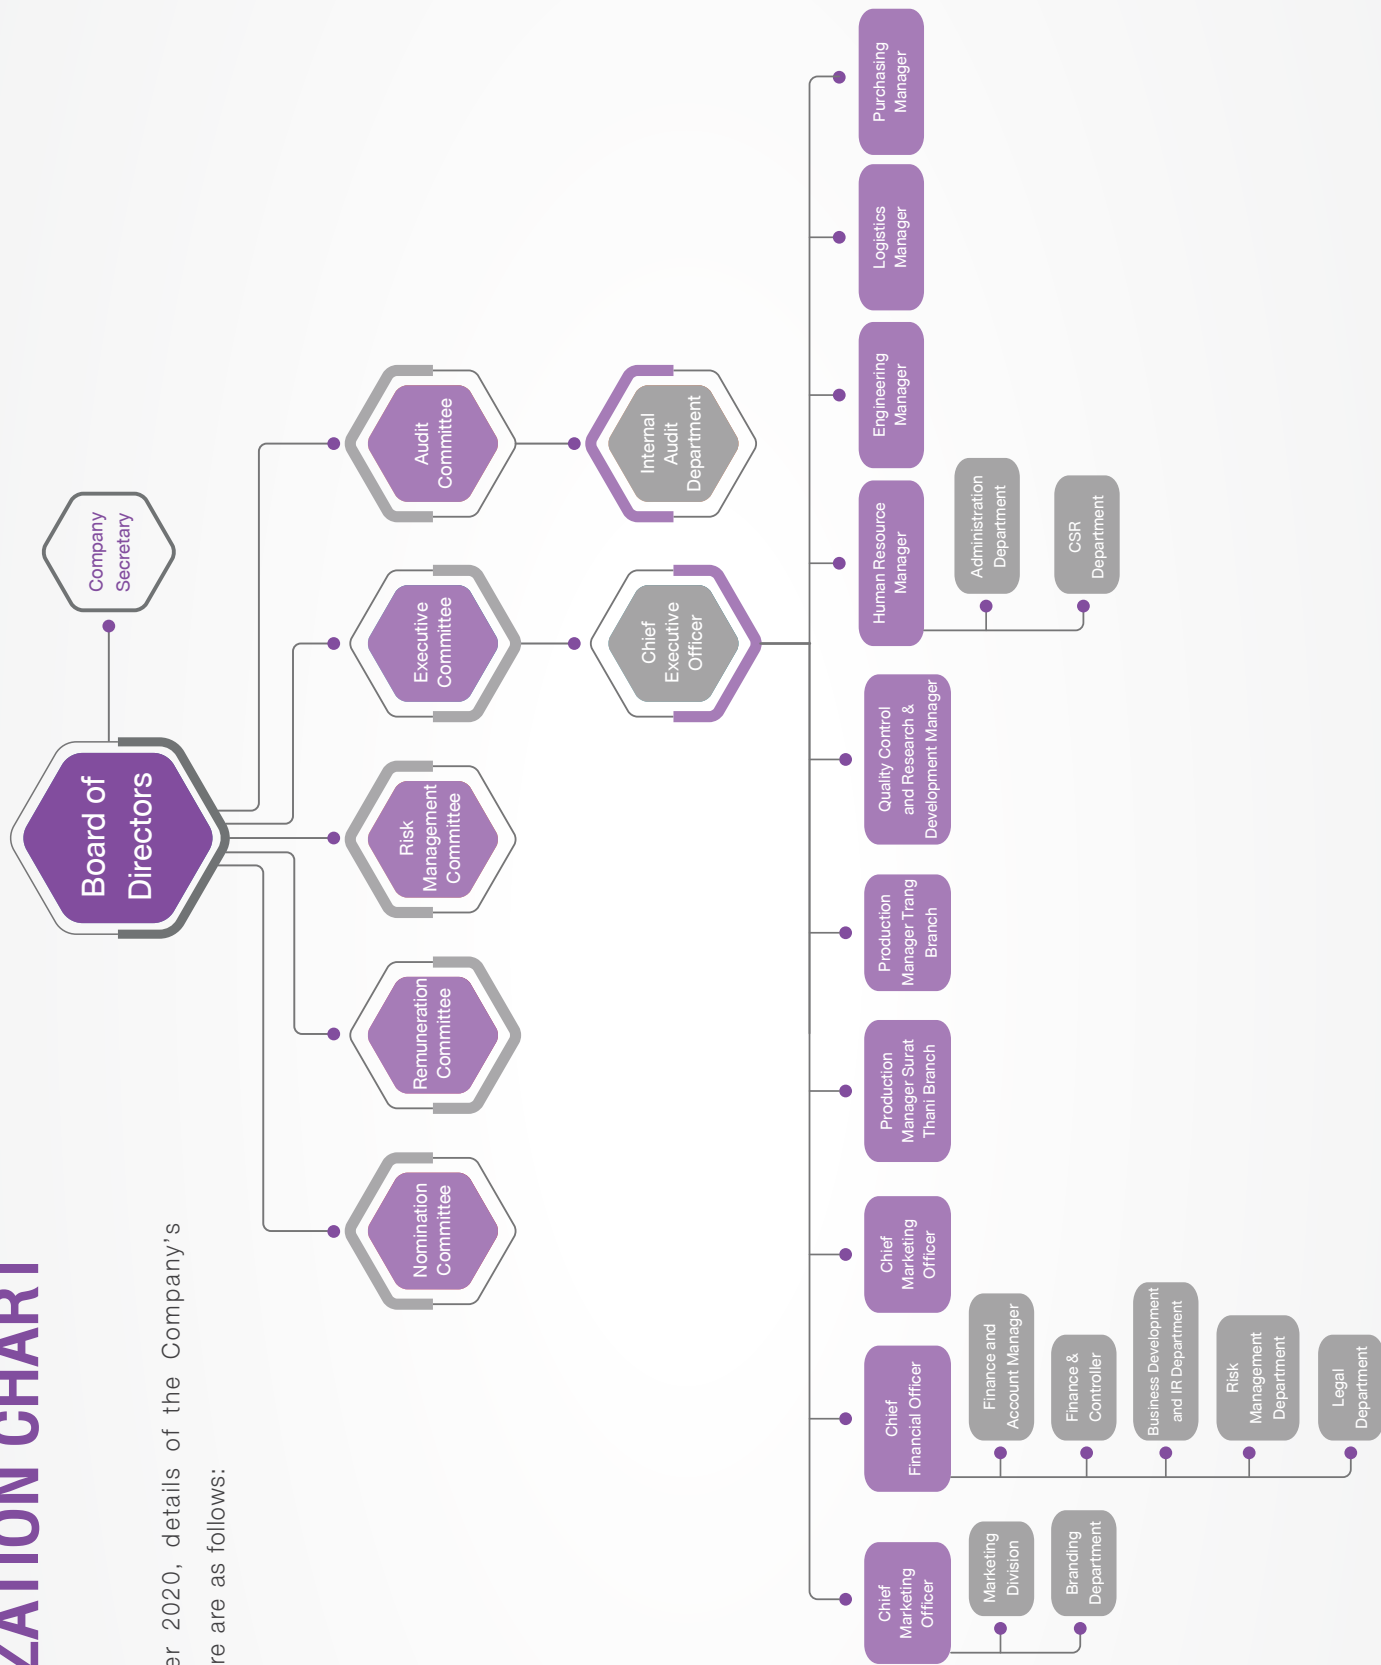 ZATION CHART
er 2020, details of the Company's
re are as follows:
Board of
Directors
Company
Secretary
Nomination
Committee
Remuneration
Committee
Risk
Management
Committee
Executive
Committee
Audit
Committee
Chief
Executive
Officer
Internal
Audit
Department
Chief
Marketing
Officer
Marketing
Division
Branding
Department
Chief
Financial Officer
Finance and
Account Manager
Finance &
Controller
Business Development
and IR Department
Risk
Management
Department
Legal
Department
Chief
Marketing
Officer
Production
Manager Surat
Thani Branch
Production
Manager Trang
Branch
Quality Control
and Research &
Development Manager
Human Resource
Manager
Administration
Department
CSR
Department
Engineering
Manager
Logistics
Manager
Purchasing
Manager